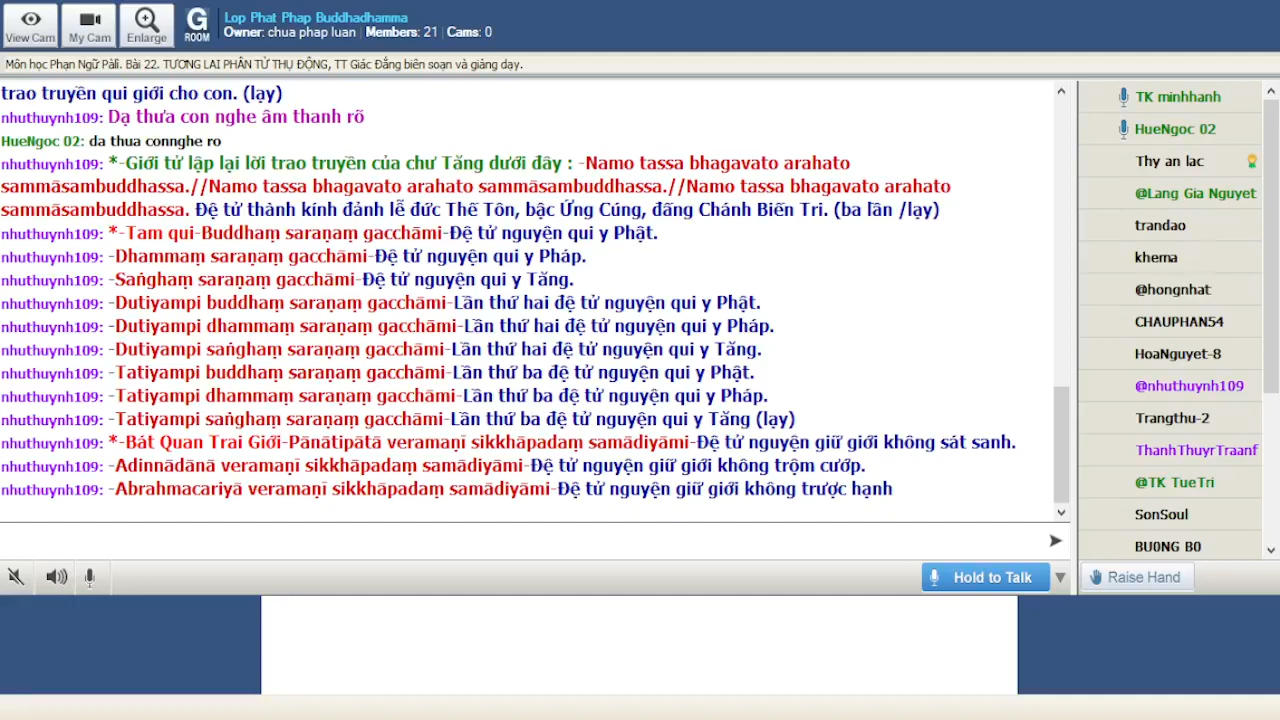 View Cam
My Cam
Enlarge
G
ROOM
Lop Phat Phap Buddhadhamma
Owner: chua phap luan | Members: 21 | Cams: 0
Môn học Phạn Ngữ Pāli. Bài 22. TƯƠNG LAI PHÂN TỪ THỤ ĐỘNG, TT Giác Đẳng biên soạn và giảng dạy.
trao truyền qui giới cho con. (lạy)
nhuthuynh109: Dạ thưa con nghe âm thanh rõ
HueNgoc 02: da thua connghe ro
nhuthuynh109: *-Giới tử lập lại lời trao truyền của chư Tăng dưới đây : -Namo tassa bhagavato arahato
sammāsambuddhassa.//Namo tassa bhagavato arahato sammāsambuddhassa.//Namo tassa bhagavato arahato
sammāsambuddhassa. Đệ tử thành kính đảnh lễ đức Thế Tôn, bậc Ứng Cúng, đấng Chánh Biến Tri. (ba lần /lạy)
nhuthuynh109: *-Tam qui-Buddhaṃ saraṇaṃ gacchāmi-Đệ tử nguyện qui y Phật.
nhuthuynh109: -Dhammaṃ saraṇaṃ gacchāmi-Đệ tử nguyện qui y Pháp.
nhuthuynh109: -Saṅghaṃ saraṇaṃ gacchāmi-Đệ tử nguyện qui y Tăng.
nhuthuynh109: -Dutiyampi buddhaṃ saraṇaṃ gacchāmi-Lần thứ hai đệ tử nguyện qui y Phật.
nhuthuynh109: -Dutiyampi dhammaṃ saraṇaṃ gacchāmi-Lần thứ hai đệ tử nguyện qui y Pháp.
nhuthuynh109: -Dutiyampi saṅghaṃ saraṇaṃ gacchāmi-Lần thứ hai đệ tử nguyện qui y Tăng.
nhuthuynh109: -Tatiyampi buddhaṃ saraṇaṃ gacchāmi-Lần thứ ba đệ tử nguyện qui y Phật.
nhuthuynh109: -Tatiyampi dhammaṃ saraṇaṃ gacchāmi-Lần thứ ba đệ tử nguyện qui y Pháp.
nhuthuynh109: -Tatiyampi saṅghaṃ saraṇaṃ gacchāmi-Lần thứ ba đệ tử nguyện qui y Tăng (lạy)
nhuthuynh109: *-Bát Quan Trai Giới-Pānātipātā veramaṇī sikkhāpadaṃ samādiyāmi-Đệ tử nguyện giữ giới không sát sanh.
nhuthuynh109: -Adinnādānā veramaṇī sikkhāpadaṃ samādiyāmi-Đệ tử nguyện giữ giới không trộm cướp.
nhuthuynh109: -Abrahmacariyā veramaṇī sikkhāpadaṃ samādiyāmi-Đệ tử nguyện giữ giới không trược hạnh
TK minhhanh
HueNgoc 02
Thy an lac
@Lang Gia Nguyet
trandao
khema
@hongnhat
CHAUPHAN54
HoaNguyet-8
@nhuthuynh109
Trangthu-2
ThanhThuyrTraanf
@TK TueTri
SonSoul
BU0NG B0
Hold to Talk
Raise Hand